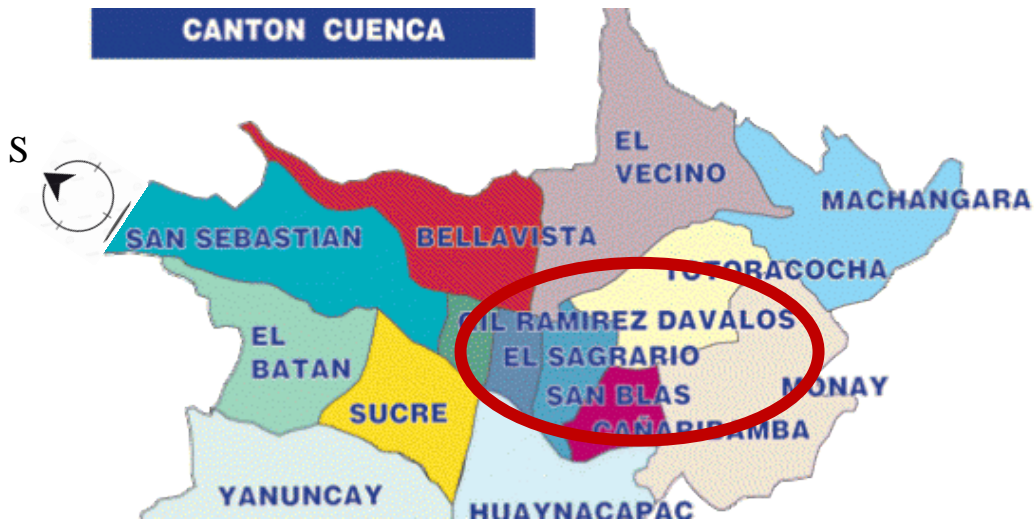 CANTON CUENCA
S
EL
VECINO
MACHANGARA
SAN SEBASTIAN
BELLAVISTA
TOTORACOCHA
GIL RAMIREZ DAVALOS
EL
BATAN
EL SAGRARIO
SAN BLAS
MONAY
SUCRE
CAÑARIBAMBA
YANUNCAY
HUAYNACAPAC